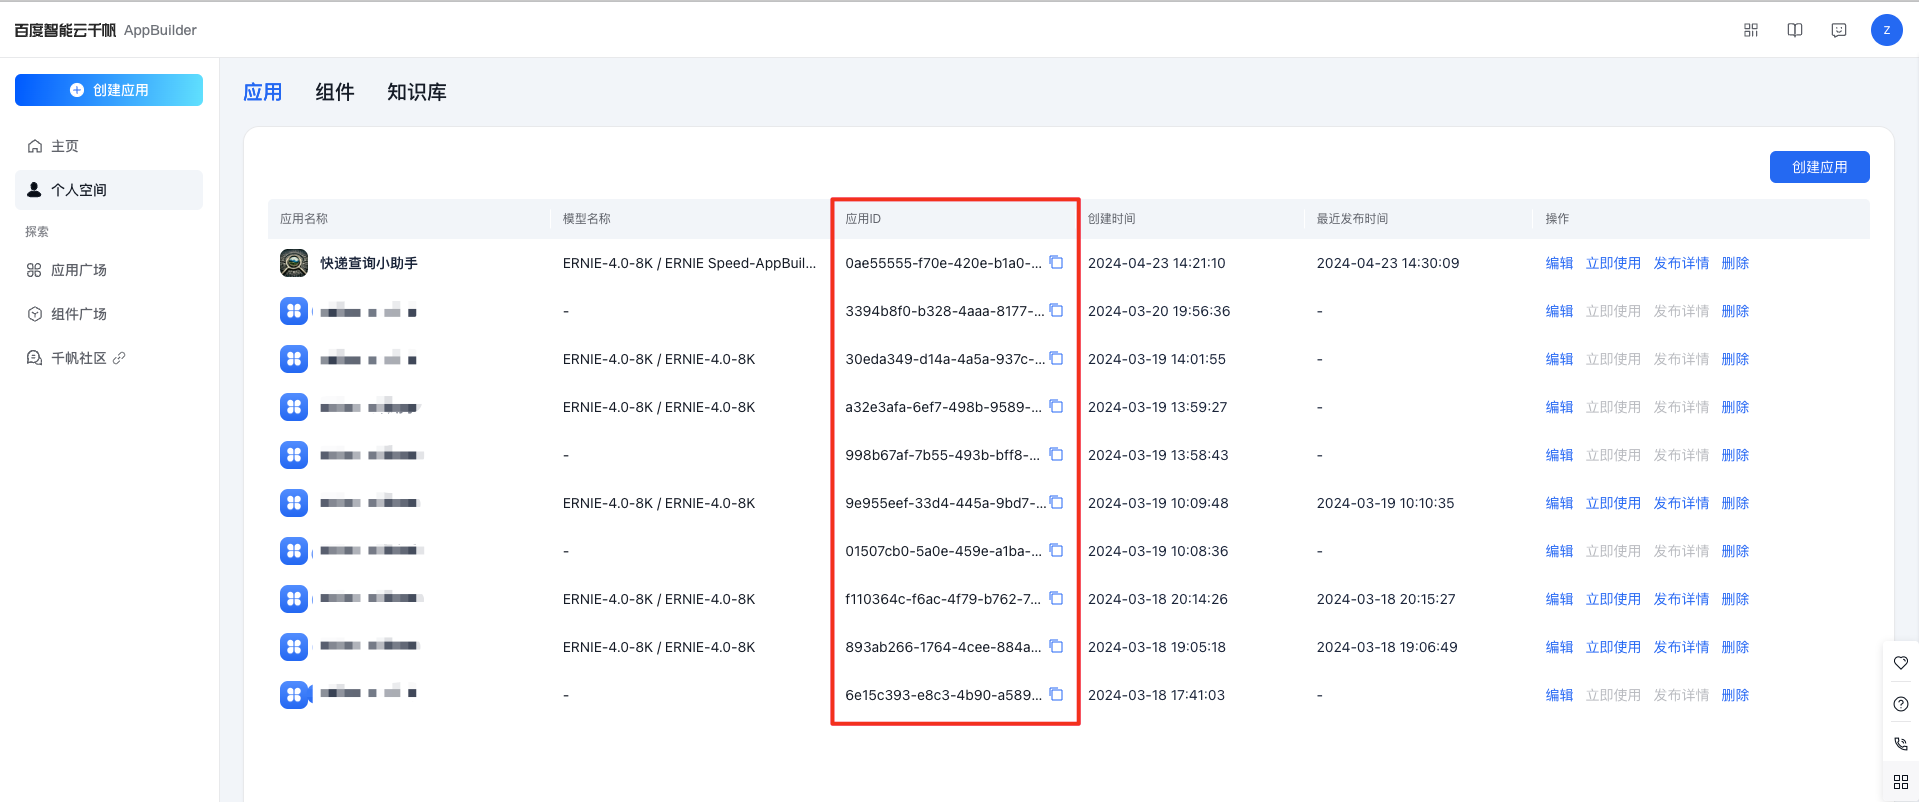 百度智能云千帆 AppBuilder
Z
创建应用
主页
个人空间
探索
应用广场
组件广场
千帆社区
应用 组件 知识库
创建应用
应用名称 模型名称 应用ID 创建时间 最近发布时间 操作
快递查询小助手 ERNIE-4.0-8K / ERNIE Speed-AppBuil... 0ae55555-f70e-420e-b1a0-... 2024-04-23 14:21:10 2024-04-23 14:30:09 编辑 立即使用 发布详情 删除
- 3394b8f0-b328-4aaa-8177-... 2024-03-20 19:56:36 - 编辑 立即使用 发布详情 删除
ERNIE-4.0-8K / ERNIE-4.0-8K 30eda349-d14a-4a5a-937c-... 2024-03-19 14:01:55 - 编辑 立即使用 发布详情 删除
ERNIE-4.0-8K / ERNIE-4.0-8K a32e3afa-6ef7-498b-9589-... 2024-03-19 13:59:27 - 编辑 立即使用 发布详情 删除
- 998b67af-7b55-493b-bff8-... 2024-03-19 13:58:43 - 编辑 立即使用 发布详情 删除
ERNIE-4.0-8K / ERNIE-4.0-8K 9e955eef-33d4-445a-9bd7-... 2024-03-19 10:09:48 2024-03-19 10:10:35 编辑 立即使用 发布详情 删除
- 01507cb0-5a0e-459e-a1ba-... 2024-03-19 10:08:36 - 编辑 立即使用 发布详情 删除
ERNIE-4.0-8K / ERNIE-4.0-8K f110364c-f6ac-4f79-b762-7... 2024-03-18 20:14:26 2024-03-18 20:15:27 编辑 立即使用 发布详情 删除
ERNIE-4.0-8K / ERNIE-4.0-8K 893ab266-1764-4cee-884a... 2024-03-18 19:05:18 2024-03-18 19:06:49 编辑 立即使用 发布详情 删除
- 6e15c393-e8c3-4b90-a589... 2024-03-18 17:41:03 - 编辑 立即使用 发布详情 删除